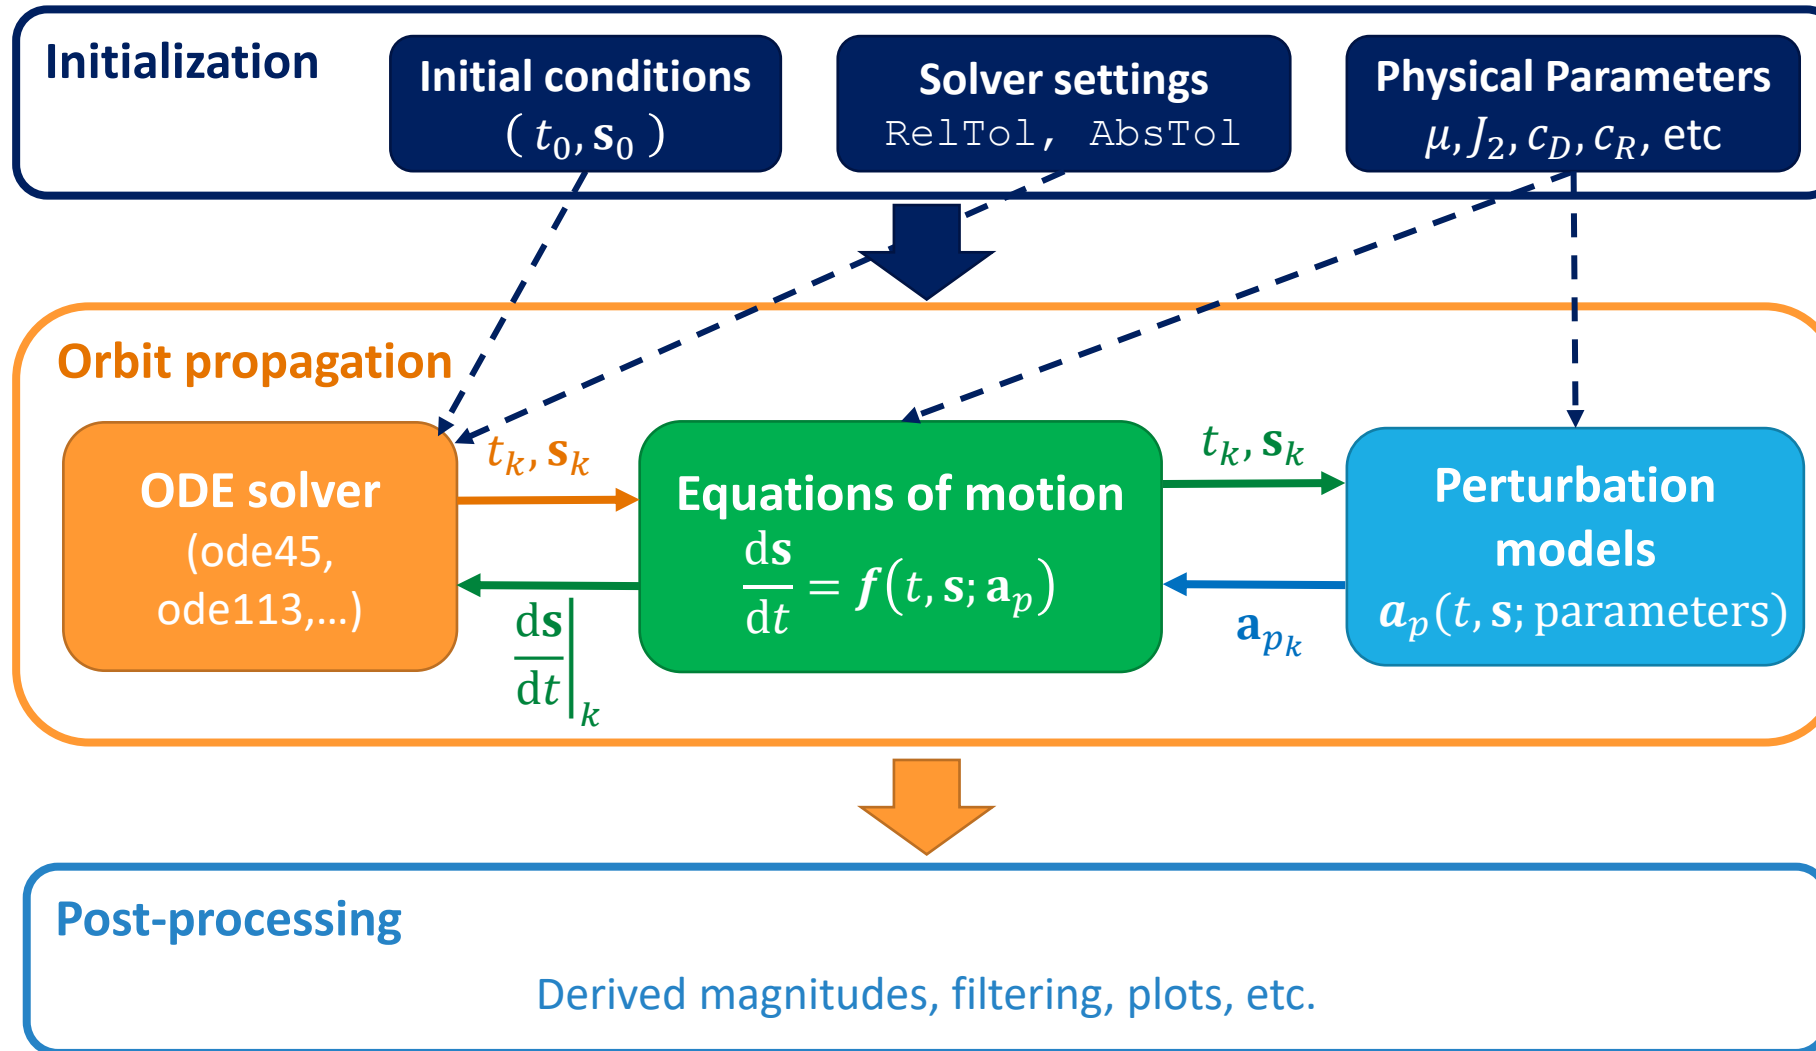 Initialization
Initial conditions
( t₀, s₀ )
Solver settings
RelTol, AbsTol
Physical Parameters
μ, J₂, c_D, c_R, etc
Orbit propagation
ODE solver
(ode45,
ode113,...)
t_k, s_k
ds/dt|_k
Equations of motion
ds/dt = f(t, s; a_p)
t_k, s_k
a_{p_k}
Perturbation
models
a_p(t, s; parameters)
Post-processing
Derived magnitudes, filtering, plots, etc.